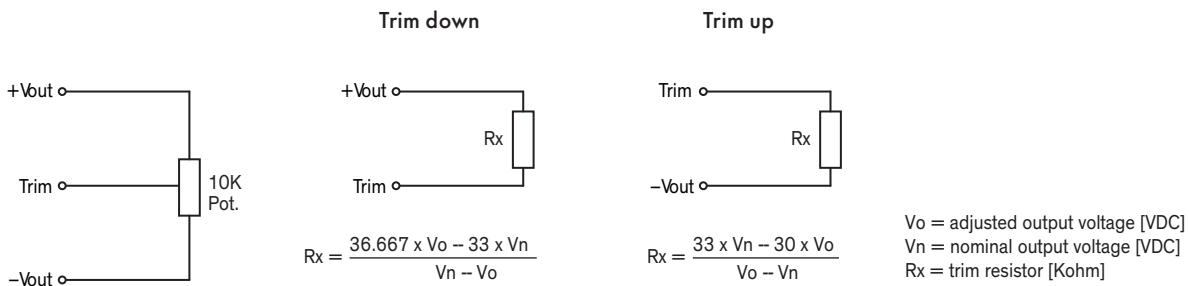 Trim down
Trim up
+Vout
Trim
–Vout
10K
Pot.
+Vout
Trim
Rx
Rx = 36.667 x Vo – 33 x Vn
Vn – Vo
Trim
–Vout
Rx
Rx = 33 x Vn – 30 x Vo
Vo – Vn
Vo = adjusted output voltage [VDC]
Vn = nominal output voltage [VDC]
Rx = trim resistor [Kohm]